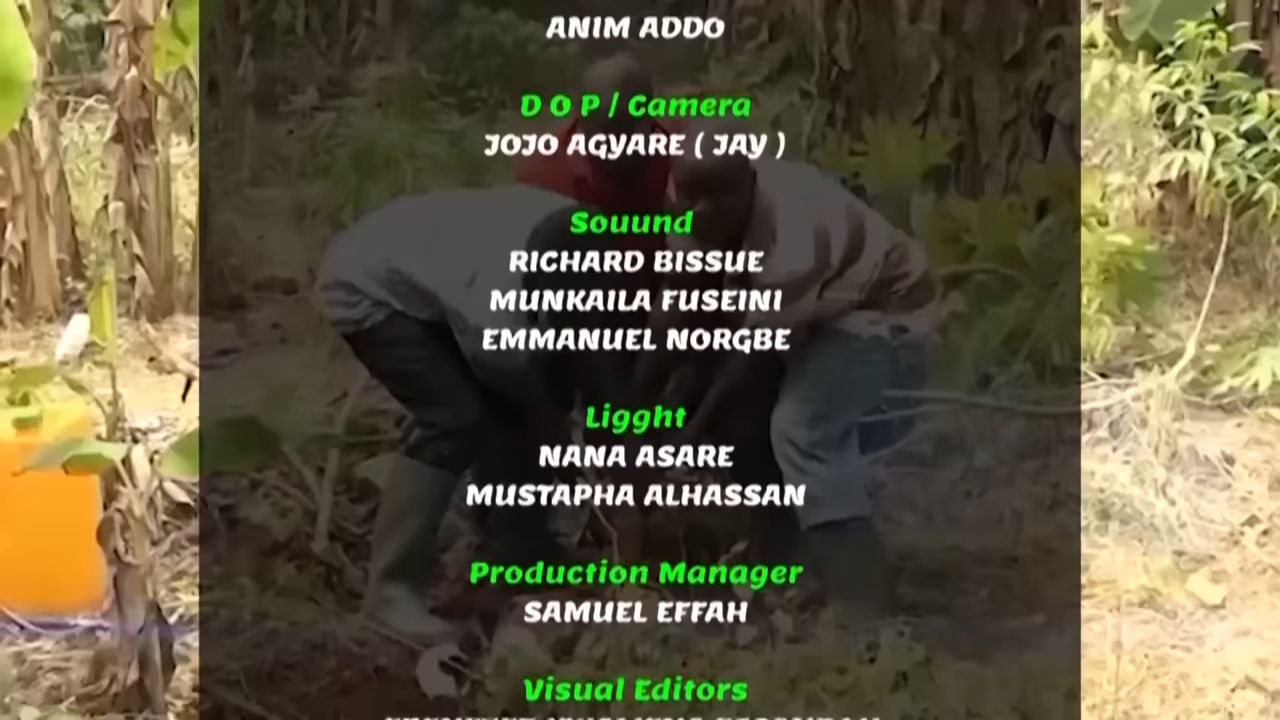 ANIM ADDO
D O P / Camera
JOJO AGYARE ( JAY )
Souund
RICHARD BISSUE
MUNKAILA FUSEINI
EMMANUEL NORGBE
Ligght
NANA ASARE
MUSTAPHA ALHASSAN
Production Manager
SAMUEL EFFAH
Visual Editors